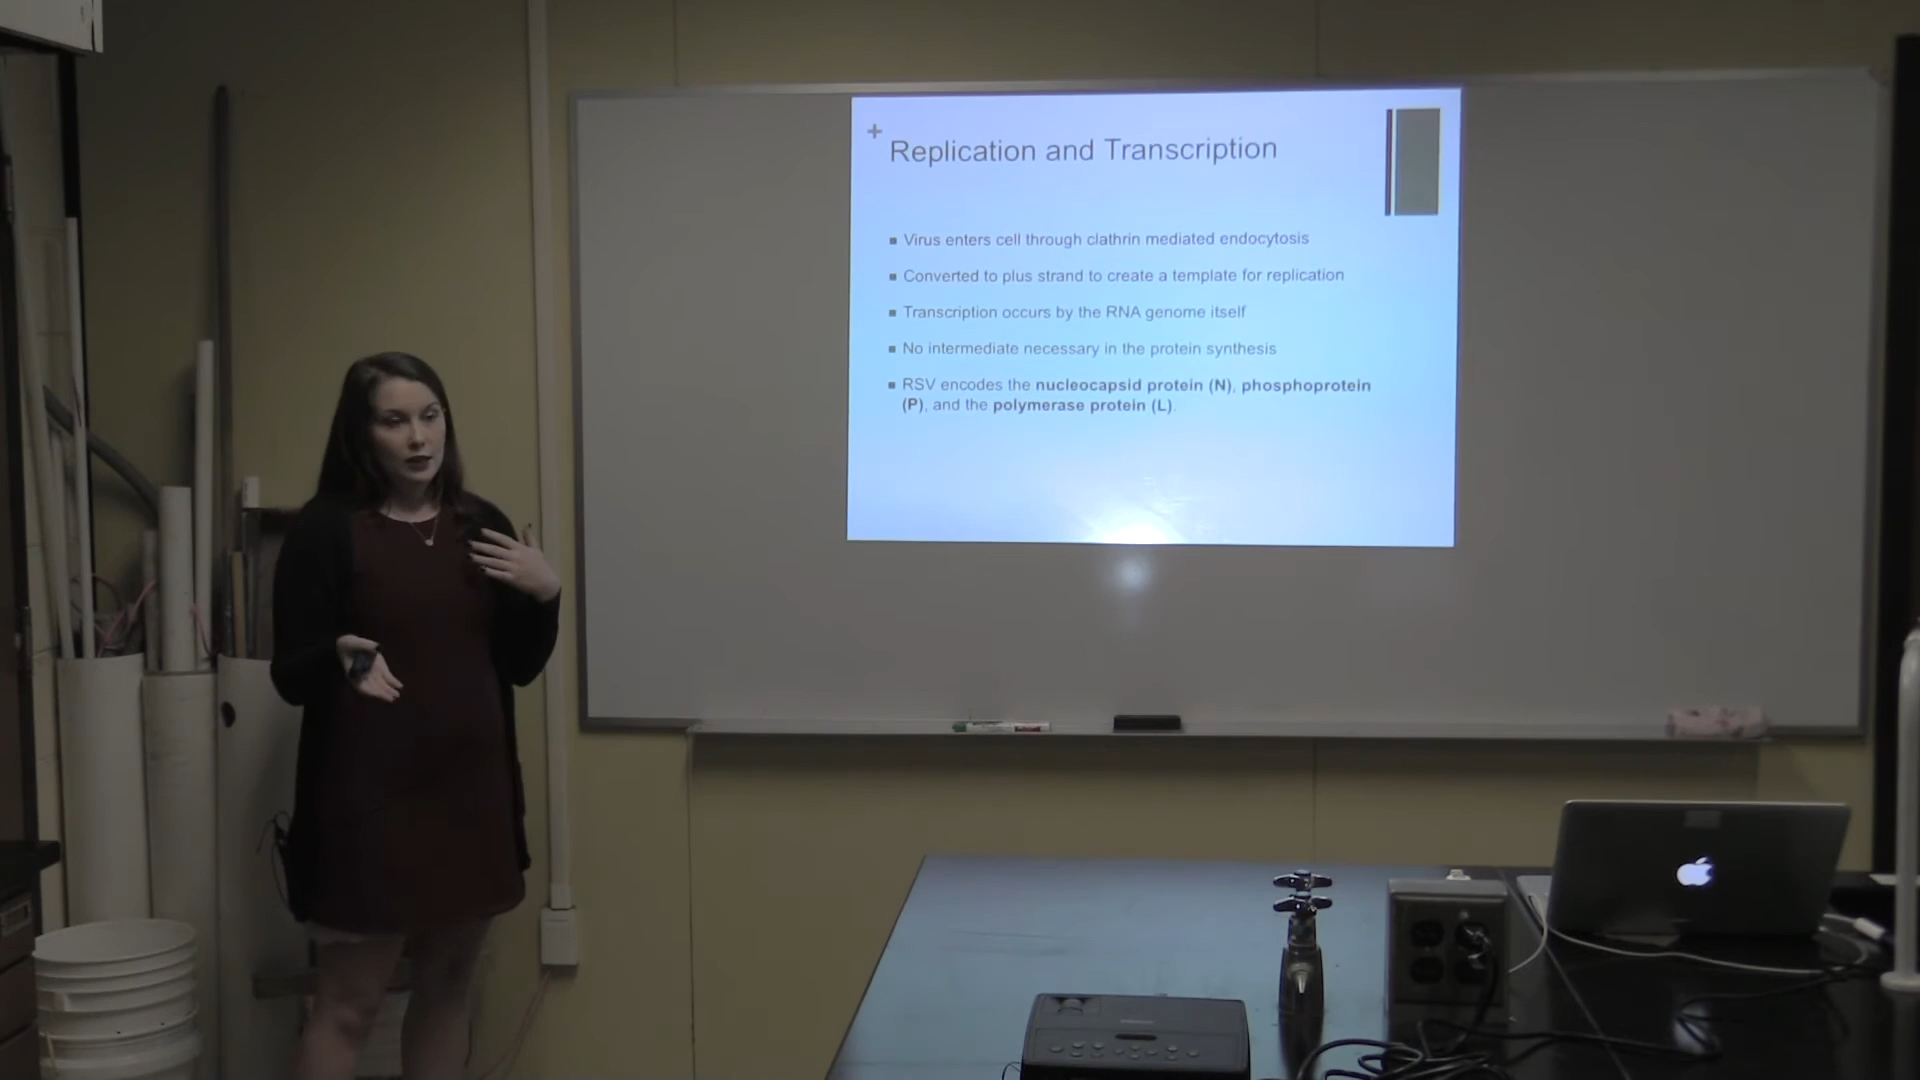 +
Replication and Transcription
▪ Virus enters cell through clathrin mediated endocytosis
▪ Converted to plus strand to create a template for replication
▪ Transcription occurs by the RNA genome itself
▪ No intermediate necessary in the protein synthesis
▪ RSV encodes the nucleocapsid protein (N), phosphoprotein
(P), and the polymerase protein (L).